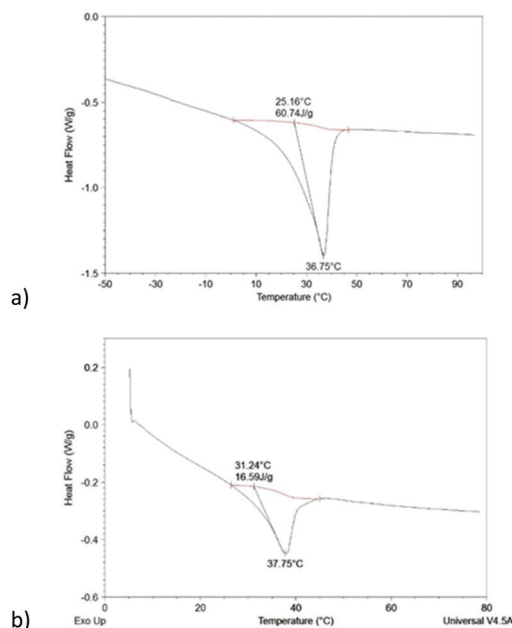 0.0
-0.5
-1.0
-1.5
Heat Flow (W/g)
25.16°C
60.74J/g
36.75°C
-50
-30
-10
10
30
50
70
90
Temperature (°C)
a)
0.2
0.0
-0.2
-0.4
-0.6
Heat Flow (W/g)
31.24°C
16.59J/g
37.75°C
0
20
40
60
80
b)
Exo Up
Temperature (°C)
Universal V4.5A